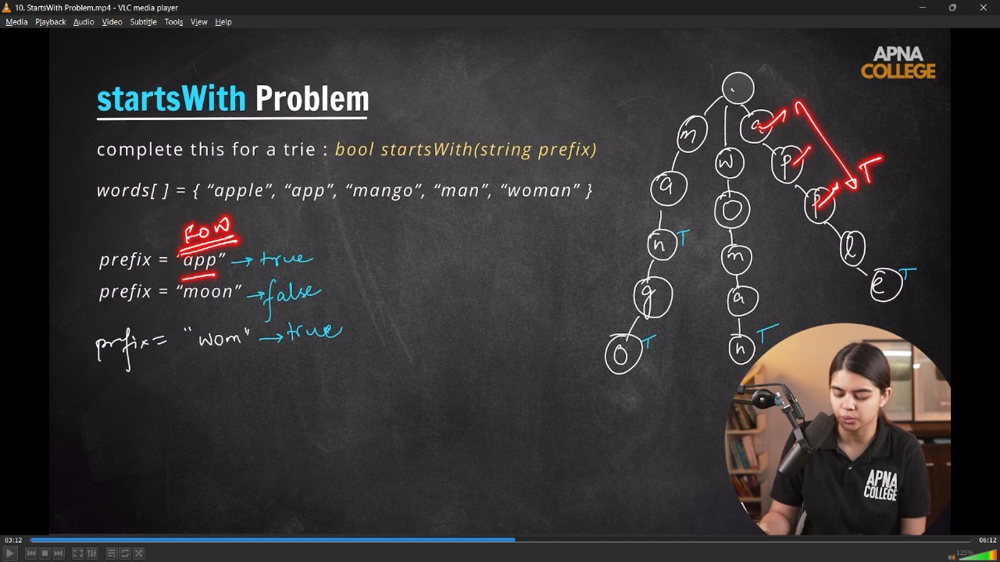 10. StartsWith Problem.mp4 - VLC media player
Media Playback Audio Video Subtitle Tools View Help
APNA
COLLEGE
startsWith Problem
complete this for a trie : bool startsWith(string prefix)
words[ ] = { “apple”, “app”, “mango”, “man”, “woman” }
EOW
prefix = “app” → true
prefix = “moon” → false
prefix = "wom" → true
m a n T g o T
w o m a n T
a p p T l e T
APNA
COLLEGE
03:12
06:12
125%